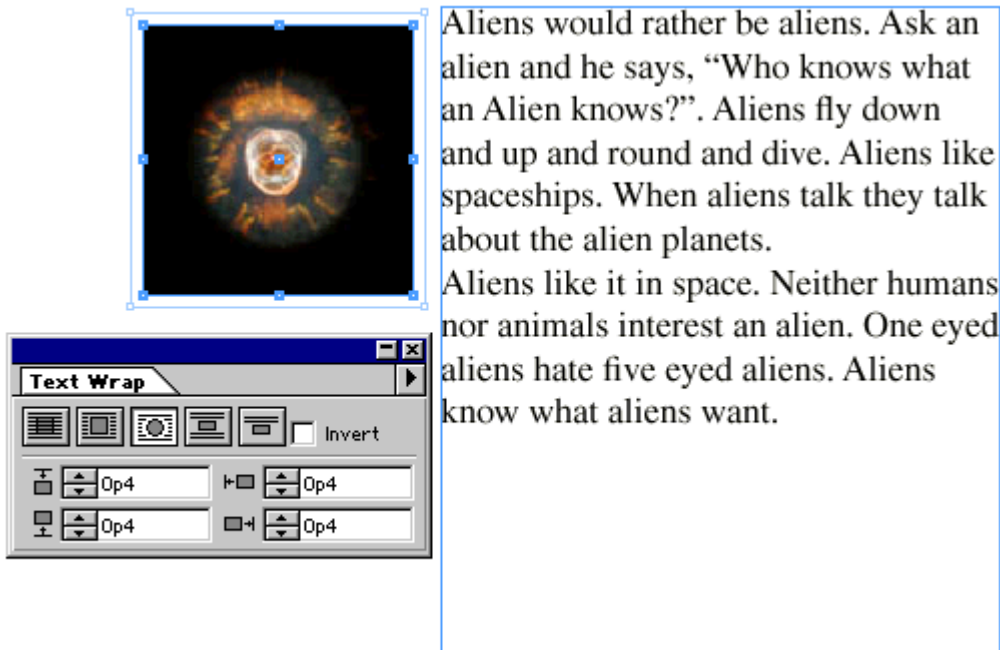 Aliens would rather be aliens. Ask an
alien and he says, “Who knows what
an Alien knows?”. Aliens fly down
and up and round and dive. Aliens like
spaceships. When aliens talk they talk
about the alien planets.
Aliens like it in space. Neither humans
nor animals interest an alien. One eyed
aliens hate five eyed aliens. Aliens
know what aliens want.
Text Wrap
Invert
0p4 0p4
0p4 0p4